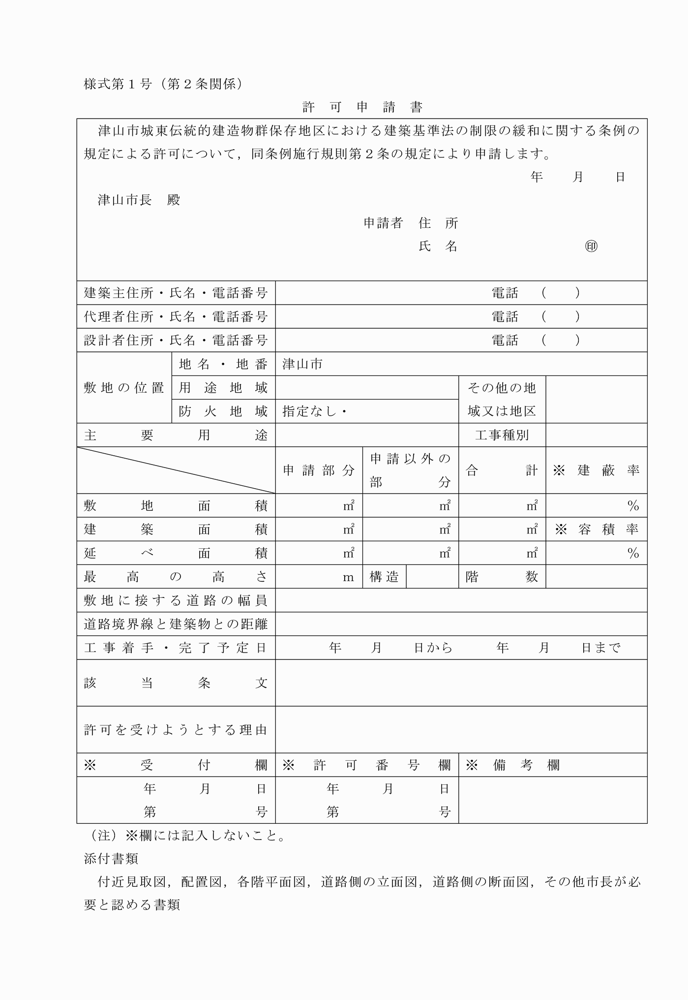 様式第１号（第２条関係）
許　可　申　請　書
　津山市城東伝統的建造物群保存地区における建築基準法の制限の緩和に関する条例の
規定による許可について，同条例施行規則第２条の規定により申請します。
年　　月　　日
津山市長　殿
申請者　住　所
氏　名　　　　　　　　　㊞
建築主住所・氏名・電話番号　電話　（　　）
代理者住所・氏名・電話番号　電話　（　　）
設計者住所・氏名・電話番号　電話　（　　）
敷地の位置　地名・地番　津山市
用途地域　その他の地
域又は地区
防火地域　指定なし・
主要用途　工事種別
申請部分　申請以外の
部分　合計　※建蔽率
敷地面積　㎡　㎡　㎡　％
建築面積　㎡　㎡　㎡　※容積率
延べ面積　㎡　㎡　㎡　％
最高の高さ　ｍ　構造　階数
敷地に接する道路の幅員
道路境界線と建築物との距離
工事着手・完了予定日　年　　月　　日から　　　年　　月　　日まで
該当条文
許可を受けようとする理由
※受付欄　※許可番号欄　※備考欄
年　月　日　年　月　日
第　号　第　号
（注）※欄には記入しないこと。
添付書類
　付近見取図，配置図，各階平面図，道路側の立面図，道路側の断面図，その他市長が必
要と認める書類